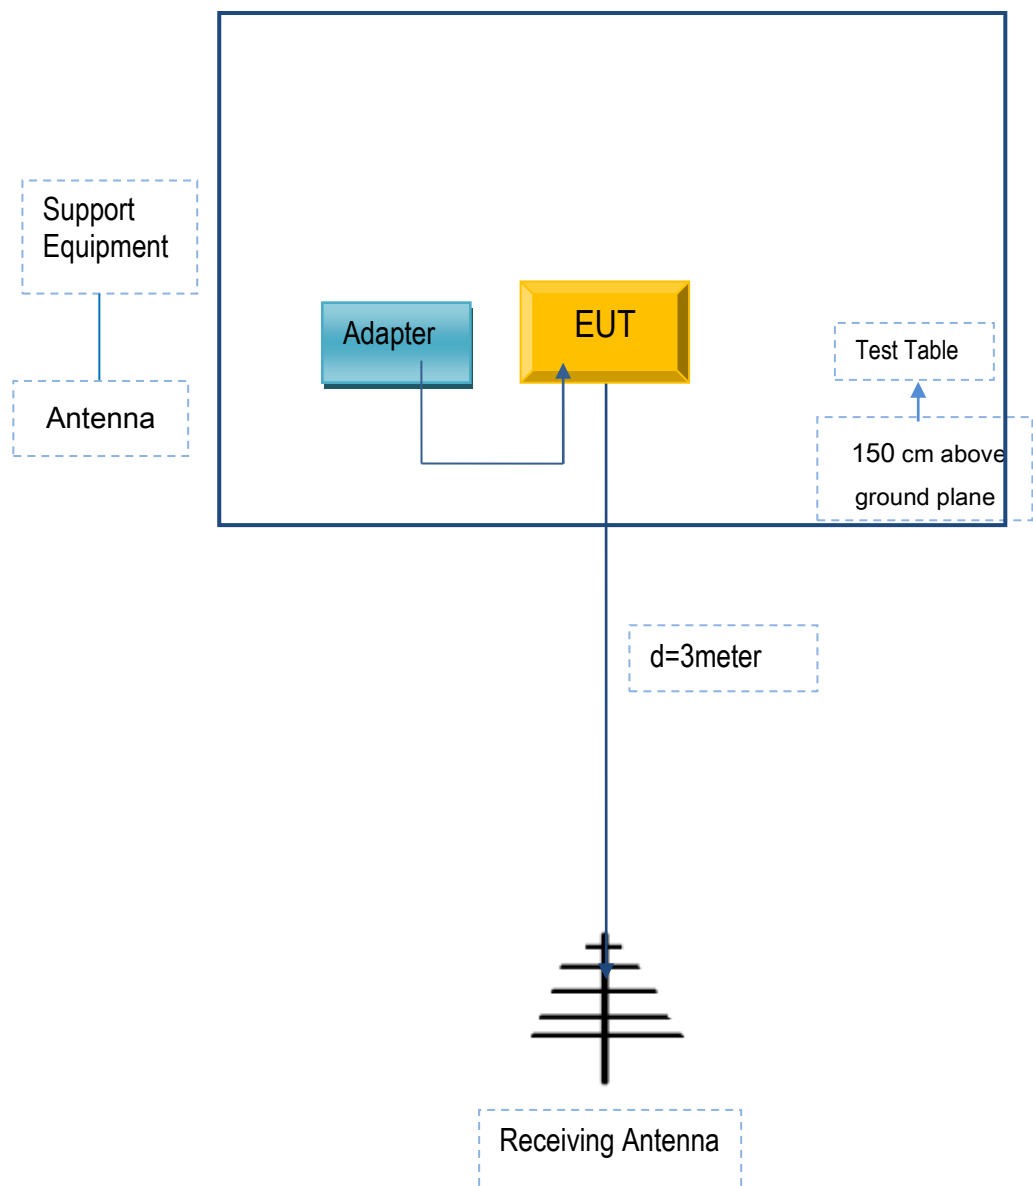 Support
Equipment
Antenna
Adapter
EUT
Test Table
150 cm above
ground plane
d=3meter
Receiving Antenna